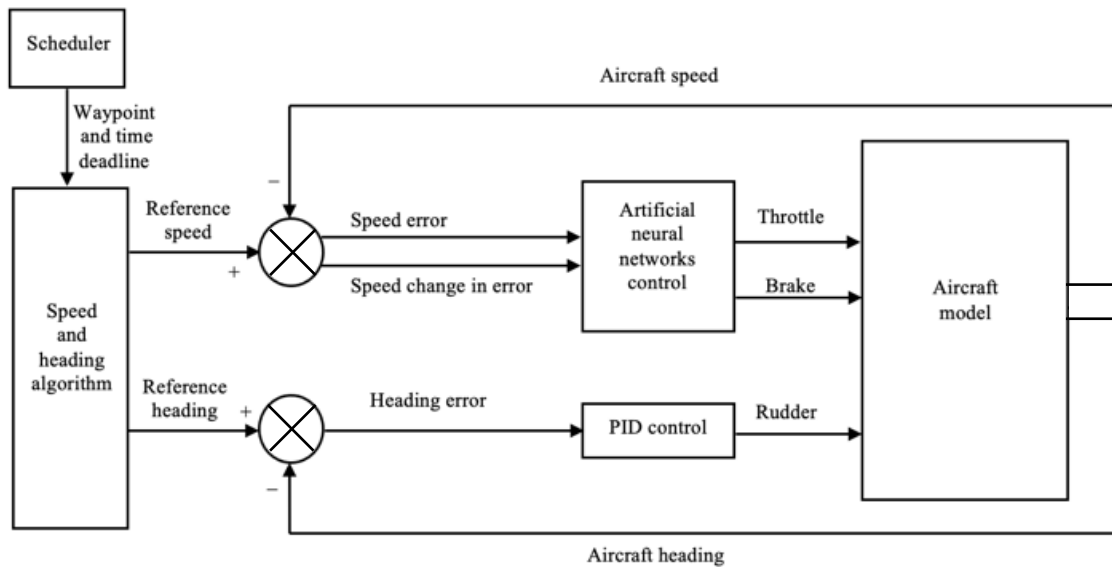 Scheduler
Aircraft speed
Waypoint
and time
deadline
−
Reference
speed
+
Speed error
Speed change in error
Artificial
neural
networks
control
Throttle
Brake
Aircraft
model
Speed
and
heading
algorithm
Reference
heading
+
Heading error
PID control
Rudder
−
Aircraft heading